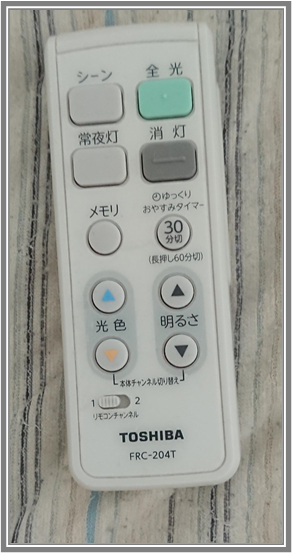 シーン 全光
常夜灯 消灯
メモリ
ゆっくり
おやすみタイマー
30
分切
(長押し60分切)
光色 明るさ
本体チャンネル切り替え
1 2
リモコンチャンネル
TOSHIBA
FRC-204T